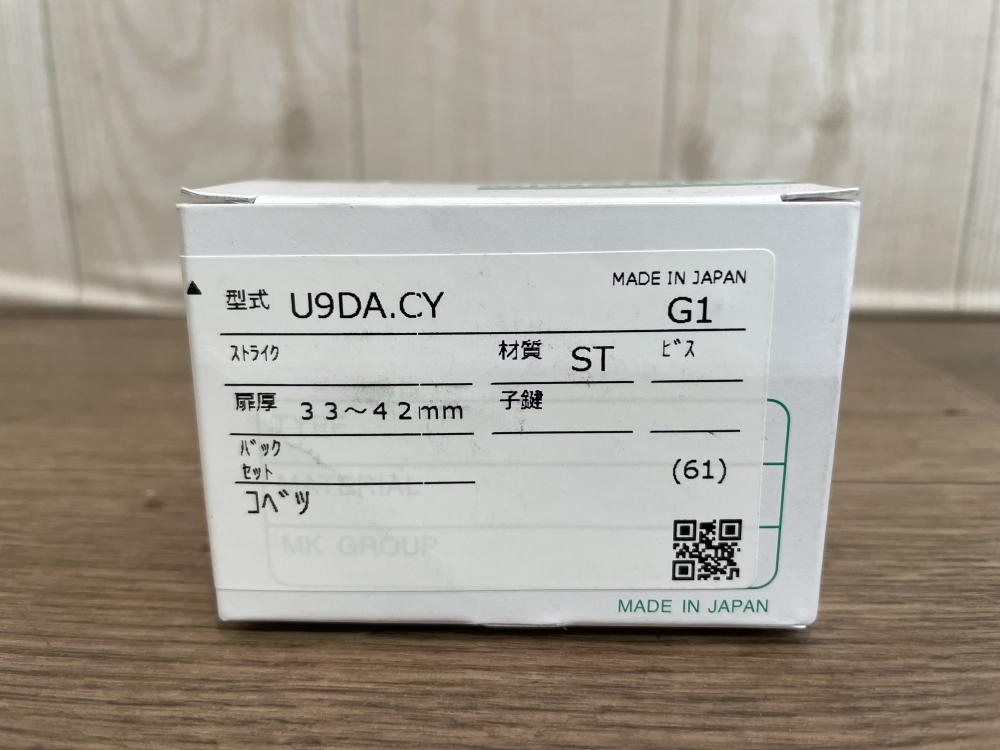 MADE IN JAPAN
型式 U9DA.CY G1
ｽﾄﾗｲｸ 材質 ST ﾋﾞｽ
扉厚 33～42mm 子鍵
ﾊﾞｯｸ
ｾｯﾄ
(61)
ｺﾍﾞﾂ
MATERIAL
MK GROUP
MADE IN JAPAN